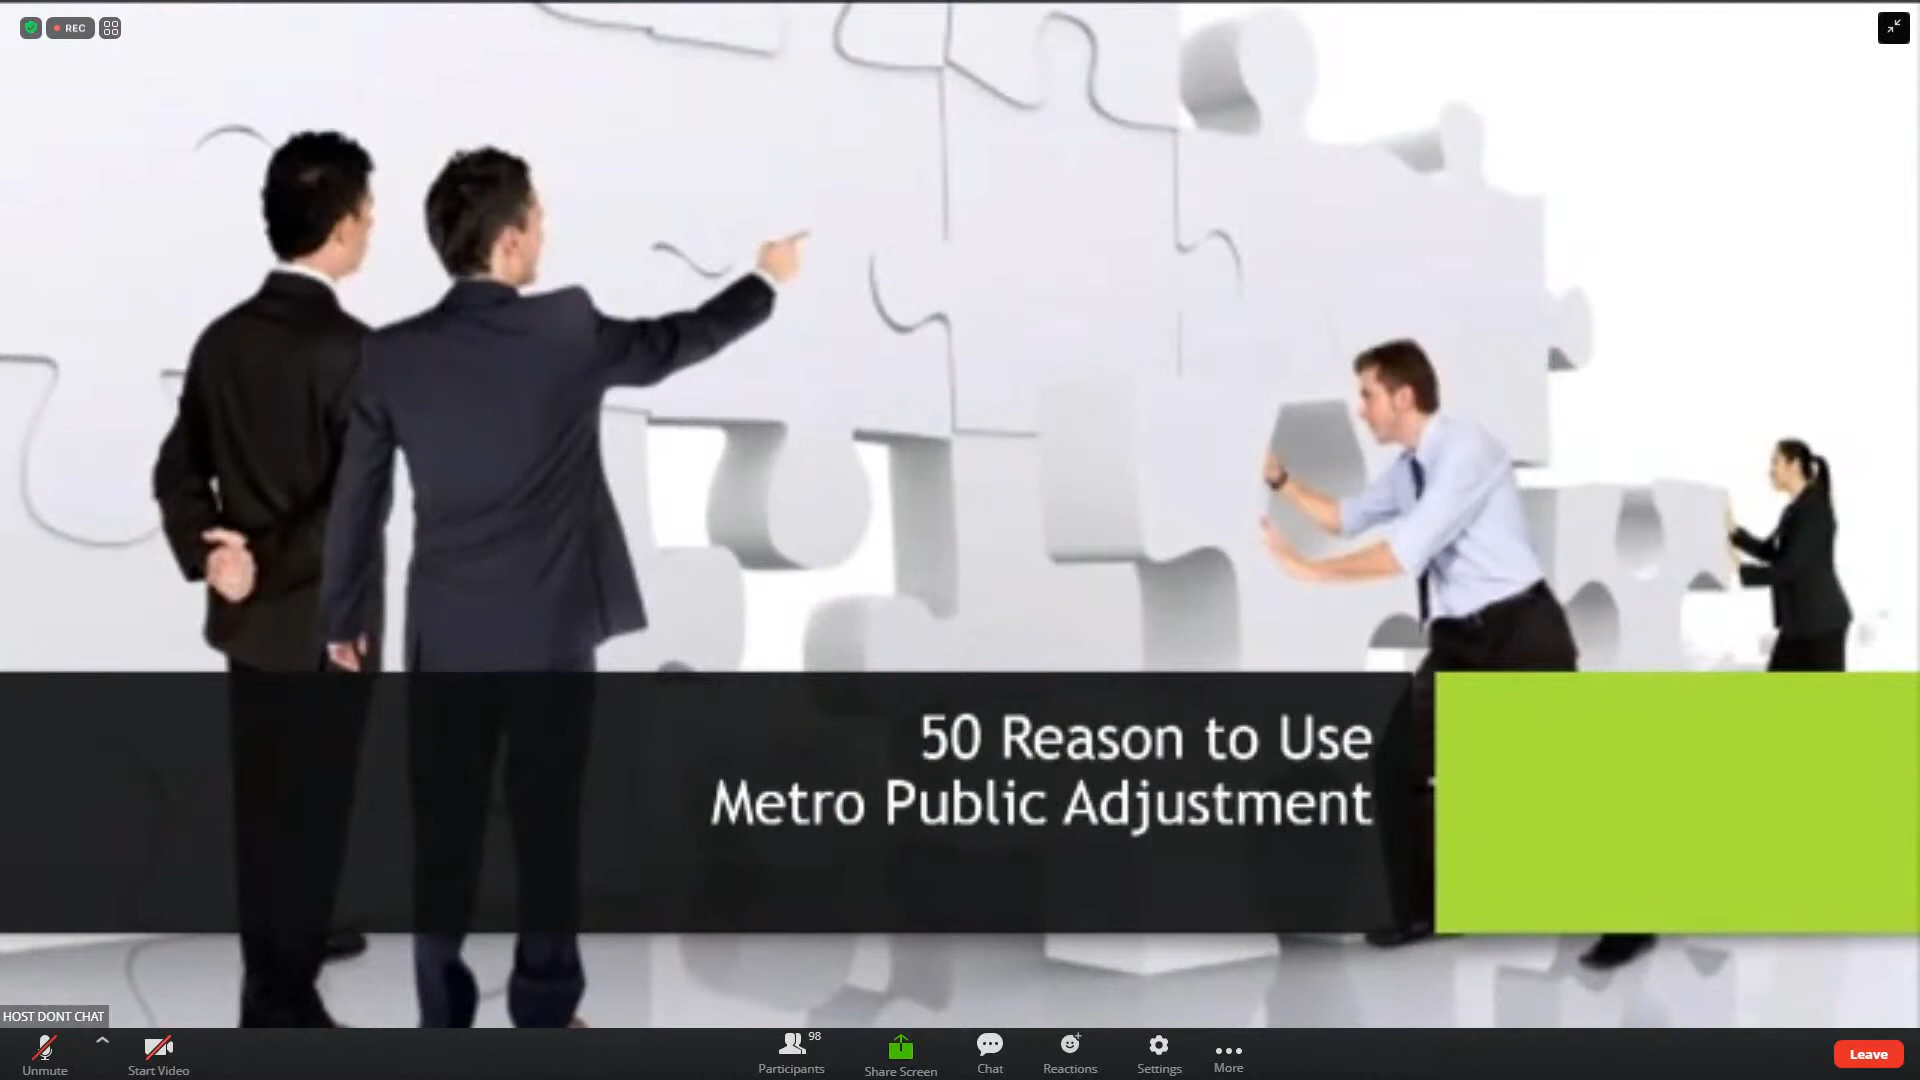 REC
50 Reason to Use
Metro Public Adjustment
HOST DONT CHAT
Unmute
Start Video
98
Participants
Share Screen
Chat
Reactions
Settings
More
Leave